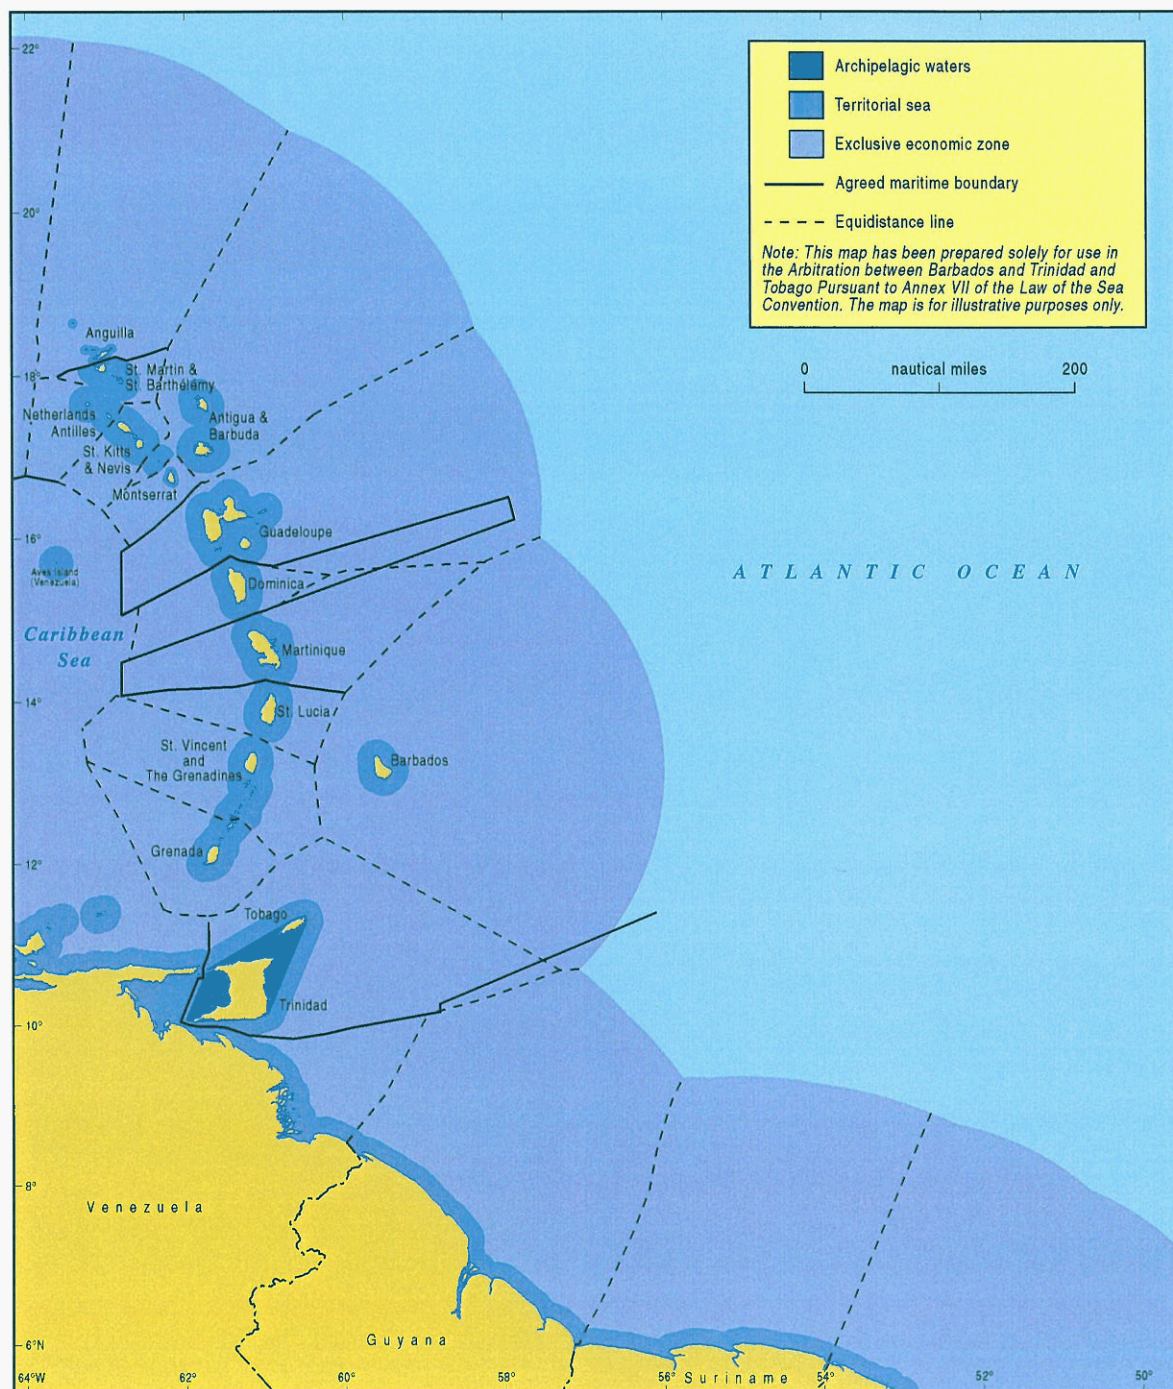 Archipelagic waters
Territorial sea
Exclusive economic zone
Agreed maritime boundary
Equidistance line
Note: This map has been prepared solely for use in
the Arbitration between Barbados and Trinidad and
Tobago Pursuant to Annex VII of the Law of the Sea
Convention. The map is for illustrative purposes only.
0 nautical miles 200
22°
20°
18°
16°
14°
12°
10°
8°
6°N
Anguilla
St. Martin &
St. Barthélémy
Netherlands
Antilles
Antigua &
Barbuda
St. Kitts
& Nevis
Montserrat
Guadeloupe
Aves Island
(Venezuela)
Dominica
ATLANTIC OCEAN
Caribbean
Sea
Martinique
St. Lucia
St. Vincent
and
The Grenadines
Barbados
Grenada
Tobago
Trinidad
Venezuela
Guyana
Suriname
64°W 62° 60° 58° 56° 54° 52° 50°